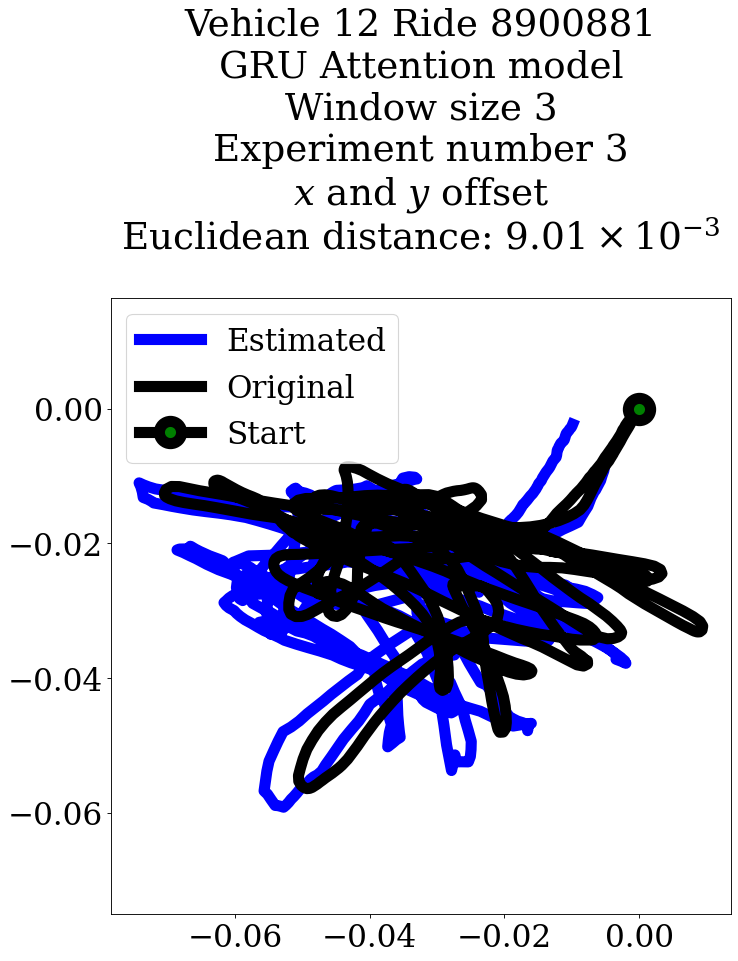 Vehicle 12 Ride 8900881
GRU Attention model
Window size 3
Experiment number 3
x and y offset
Euclidean distance: 9.01 × 10⁻³
Estimated
Original
Start
0.00
−0.02
−0.04
−0.06
−0.06 −0.04 −0.02 0.00